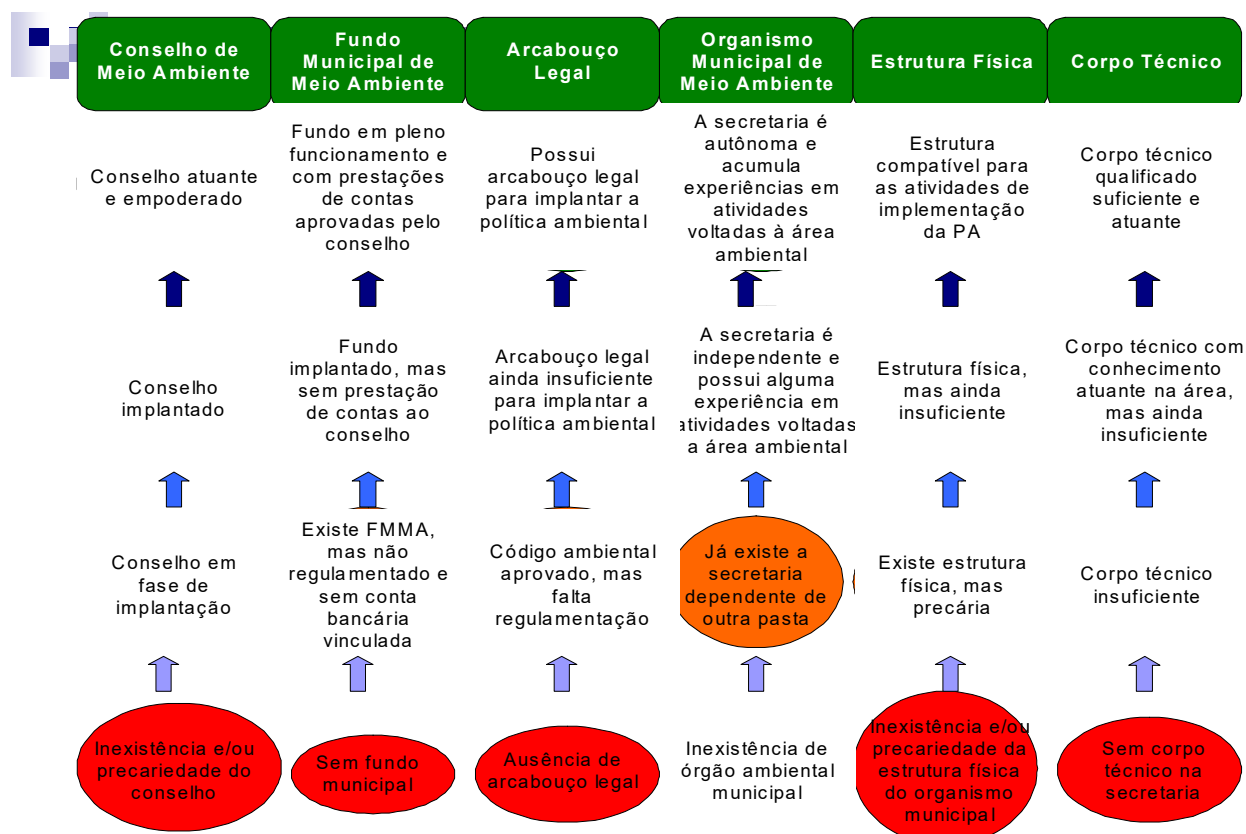 Conselho de
Meio Ambiente
Fundo
Municipal de
Meio Ambiente
Arcabouço
Legal
Organismo
Municipal de
Meio Ambiente
Estrutura Física
Corpo Técnico
Conselho atuante
e empoderado
Fundo em pleno
funcionamento e
com prestações
de contas
aprovadas pelo
conselho
Possui
arcabouço legal
para implantar a
política ambiental
A secretaria é
autônoma e
acumula
experiências em
atividades
voltadas à área
ambiental
Estrutura
compatível para
as atividades de
implementação
da PA
Corpo técnico
qualificado
suficiente e
atuante
Conselho
implantado
Fundo
implantado, mas
sem prestação
de contas ao
conselho
Arcabouço legal
ainda insuficiente
para implantar a
política ambiental
A secretaria é
independente e
possui alguma
experiência em
atividades voltadas
a área ambiental
Estrutura física,
mas ainda
insuficiente
Corpo técnico com
conhecimento
atuante na área,
mas ainda
insuficiente
Conselho em
fase de
implantação
Existe FMMA,
mas não
regulamentado e
sem conta
bancária
vinculada
Código ambiental
aprovado, mas
falta
regulamentação
Já existe a
secretaria
dependente de
outra pasta
Existe estrutura
física, mas
precária
Corpo técnico
insuficiente
Inexistência e/ou
precariedade do
conselho
Sem fundo
municipal
Ausência de
arcabouço legal
Inexistência de
órgão ambiental
municipal
Inexistência e/ou
precariedade da
estrutura física
do organismo
municipal
Sem corpo
técnico na
secretaria